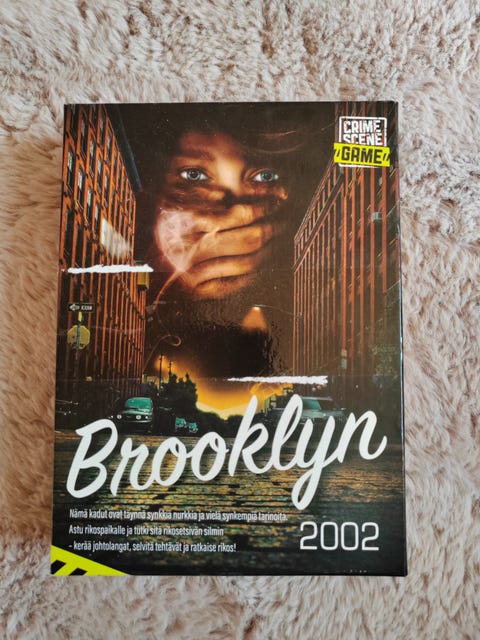 CRIME
SCENE
GAME
Brooklyn
Nämä kadut ovat täynnä synkkiä nurkkia ja vielä synkempiä tarinoita.
Astu rikospaikalle ja tutki sitä rikosetsivän silmin
- kerää johtolangat, selvitä tehtävät ja ratkaise rikos!
2002